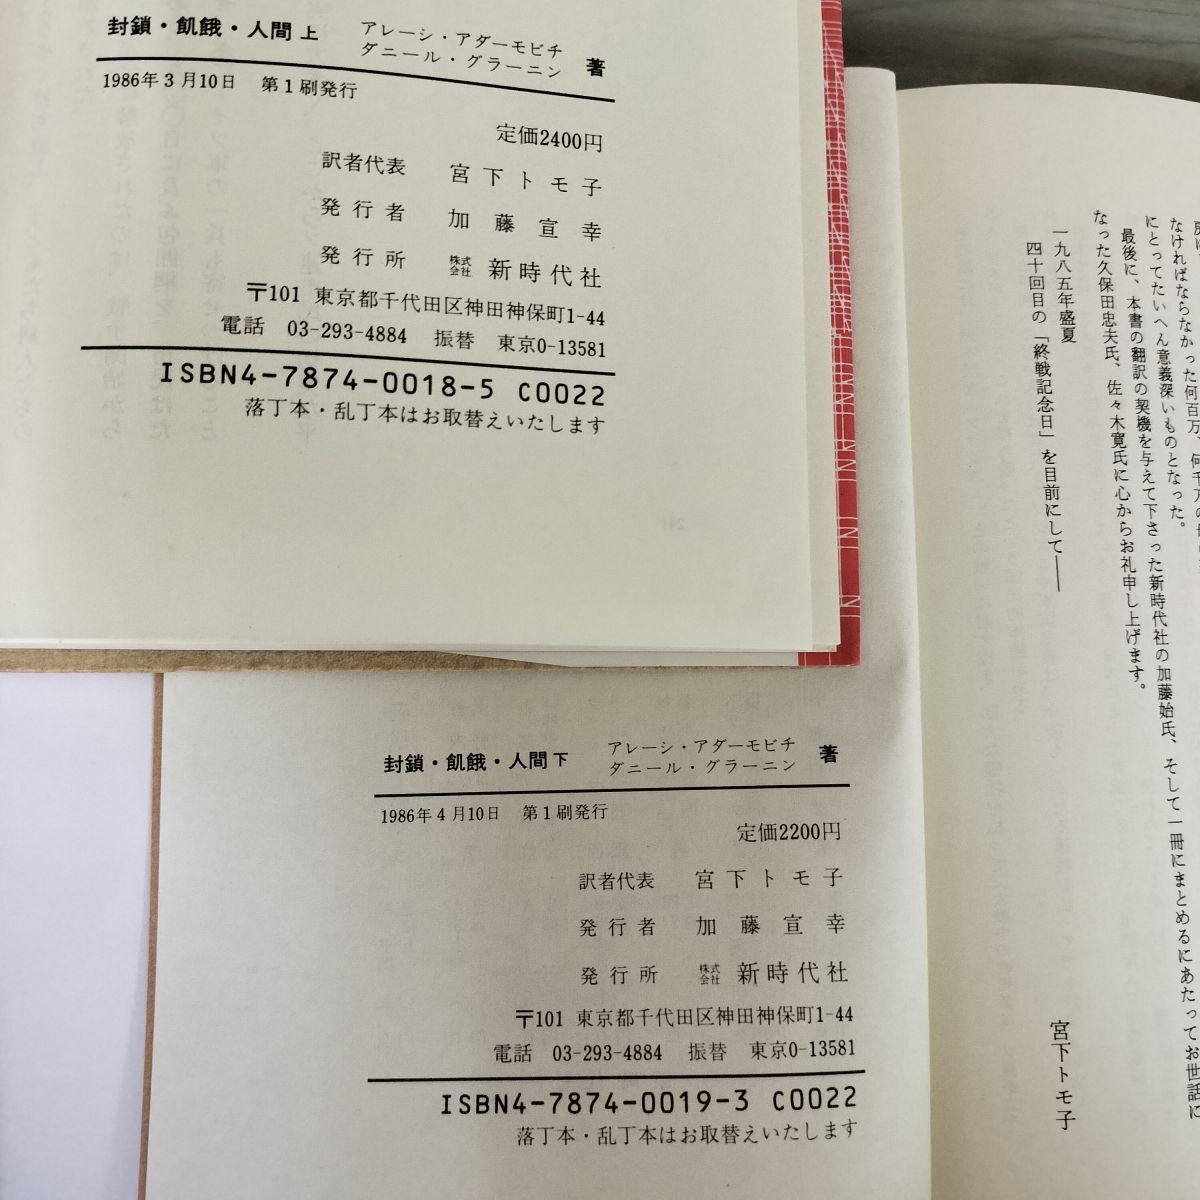 封鎖・飢餓・人間 上 アレーシ・アダーモビチ
ダニール・グラーニン 著
1986年3月10日 第1刷発行
定価2400円
訳者代表 宮下トモ子
発行者 加藤宣幸
発行所 株式会社 新時代社
〒101 東京都千代田区神田神保町1-44
電話 03-293-4884 振替 東京0-13581
ISBN4-7874-0018-5 C0022
落丁本・乱丁本はお取替えいたします
封鎖・飢餓・人間 下 アレーシ・アダーモビチ
ダニール・グラーニン 著
1986年4月10日 第1刷発行
定価2200円
訳者代表 宮下トモ子
発行者 加藤宣幸
発行所 株式会社 新時代社
〒101 東京都千代田区神田神保町1-44
電話 03-293-4884 振替 東京0-13581
ISBN4-7874-0019-3 C0022
落丁本・乱丁本はお取替えいたします
なければならなかった何百万、何千万の
にとってたいへん意義深いものとなった。
最後に、本書の翻訳の契機を与えて下さった新時代社の加藤始氏、そして一冊にまとめるにあたってお世話に
なった久保田忠夫氏、佐々木寛氏に心からお礼申し上げます。
一九八五年盛夏
四十回目の「終戦記念日」を目前にして――
宮下トモ子